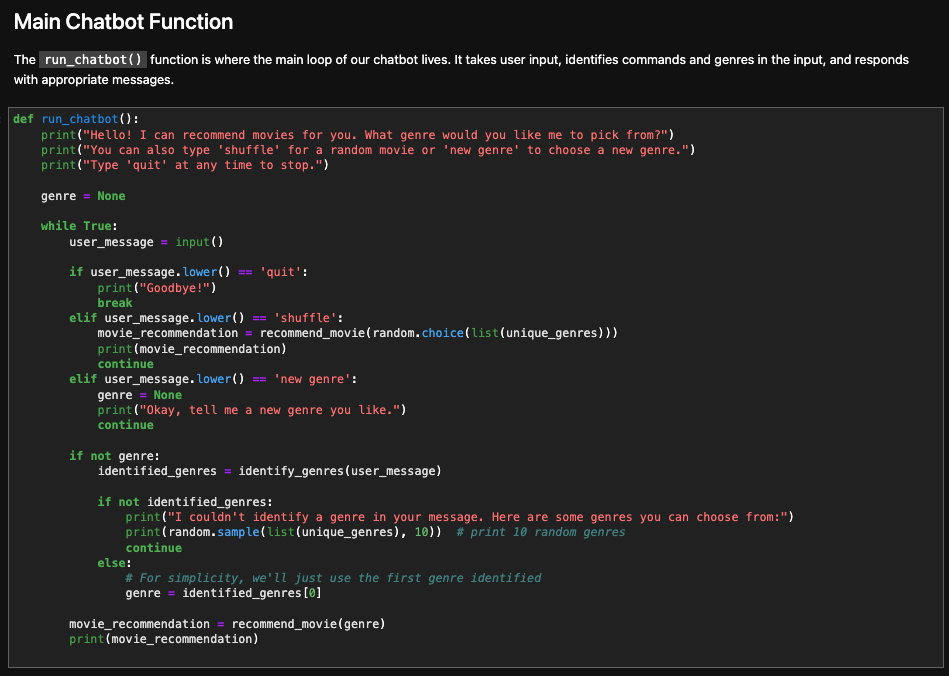 Main Chatbot Function
The run_chatbot() function is where the main loop of our chatbot lives. It takes user input, identifies commands and genres in the input, and responds
with appropriate messages.
def run_chatbot():
    print("Hello! I can recommend movies for you. What genre would you like me to pick from?")
    print("You can also type 'shuffle' for a random movie or 'new genre' to choose a new genre.")
    print("Type 'quit' at any time to stop.")

    genre = None

    while True:
        user_message = input()

        if user_message.lower() == 'quit':
            print("Goodbye!")
            break
        elif user_message.lower() == 'shuffle':
            movie_recommendation = recommend_movie(random.choice(list(unique_genres)))
            print(movie_recommendation)
            continue
        elif user_message.lower() == 'new genre':
            genre = None
            print("Okay, tell me a new genre you like.")
            continue

        if not genre:
            identified_genres = identify_genres(user_message)

            if not identified_genres:
                print("I couldn't identify a genre in your message. Here are some genres you can choose from:")
                print(random.sample(list(unique_genres), 10))  # print 10 random genres
                continue
            else:
                # For simplicity, we'll just use the first genre identified
                genre = identified_genres[0]

        movie_recommendation = recommend_movie(genre)
        print(movie_recommendation)